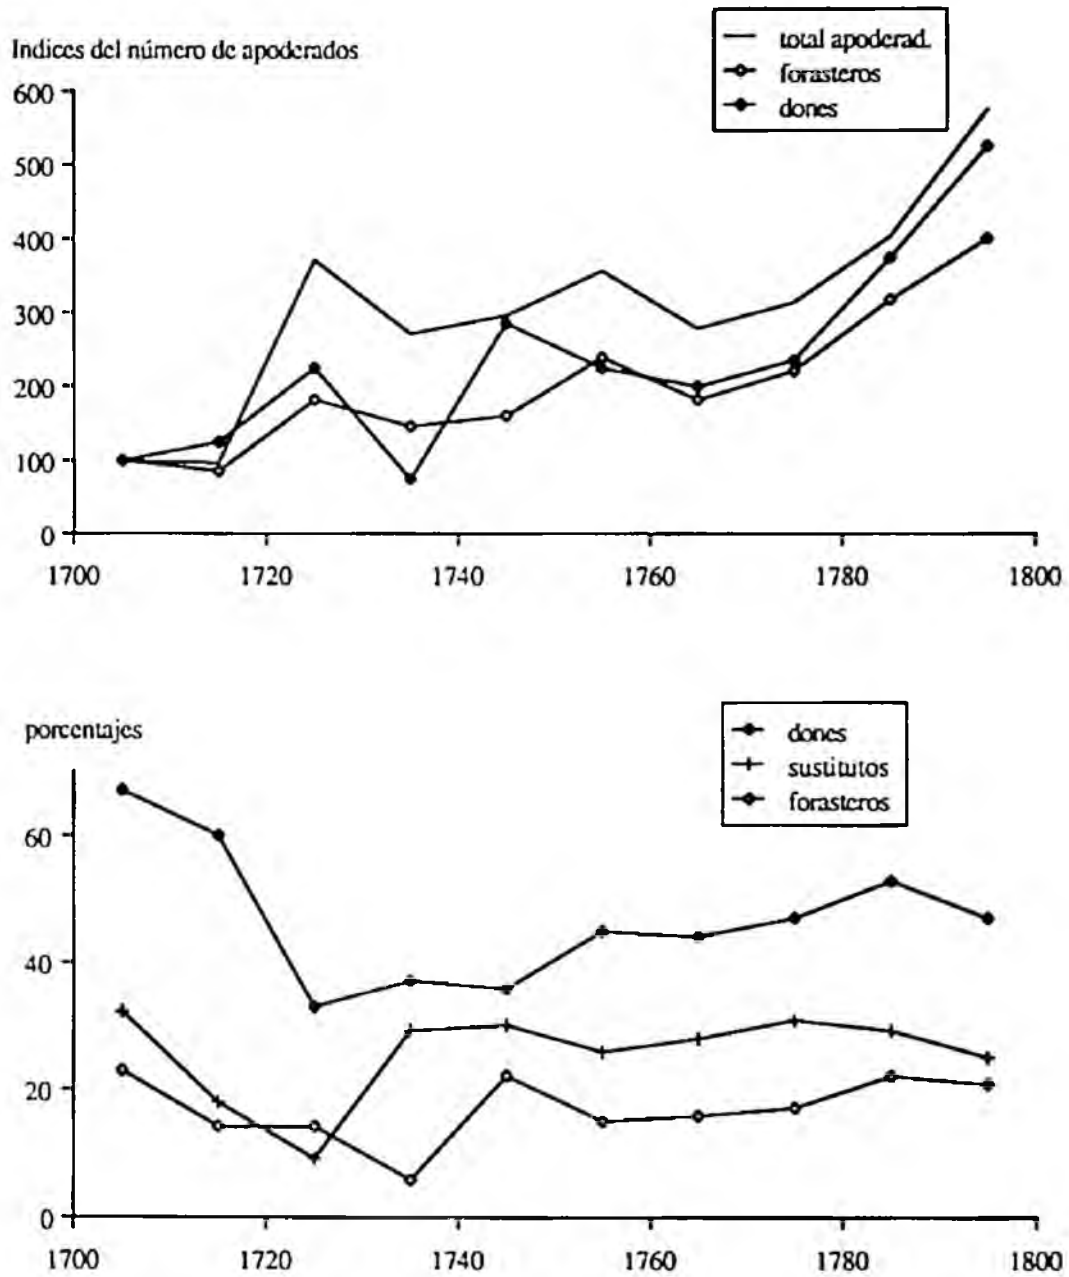 Indices del número de apoderados
total apoderad.
forasteros
dones
600
500
400
300
200
100
0
1700 1720 1740 1760 1780 1800
porcentajes
dones
sustitutos
forasteros
60
40
20
0
1700 1720 1740 1760 1780 1800